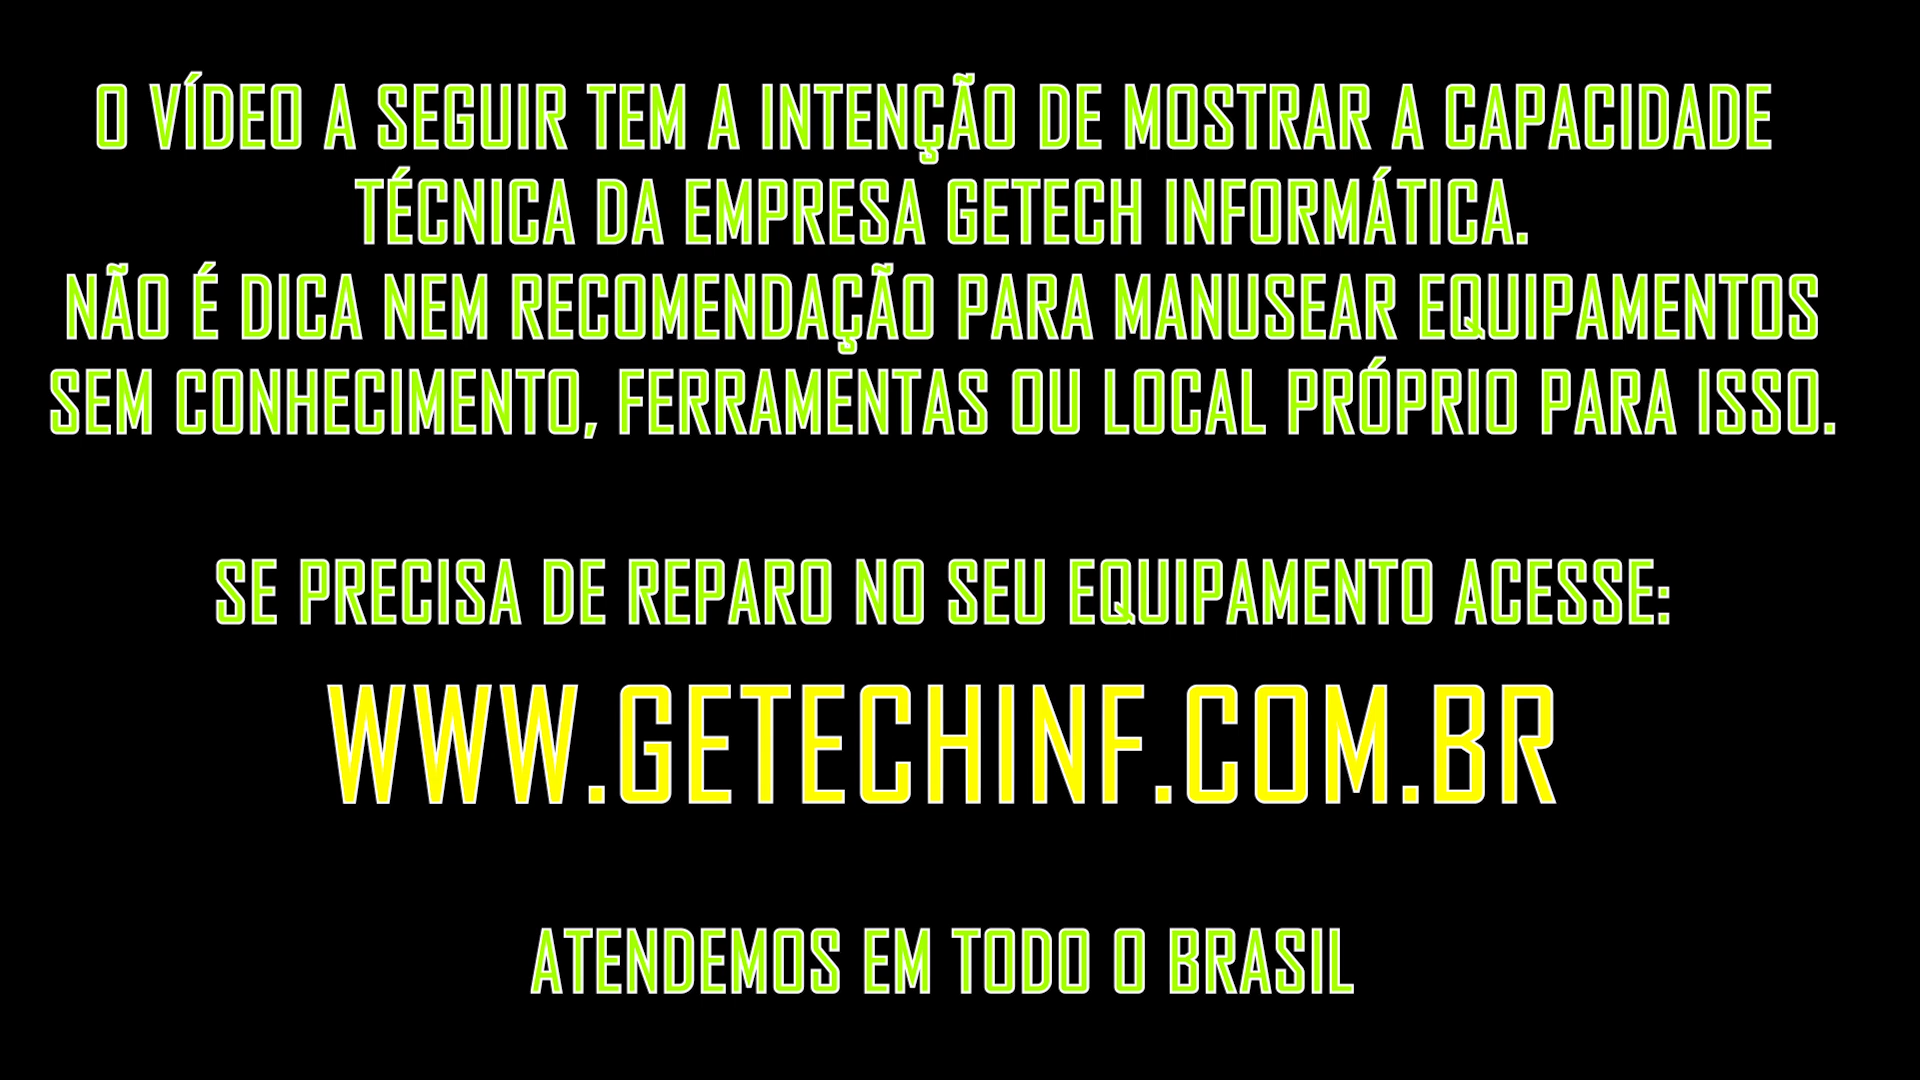 O VÍDEO A SEGUIR TEM A INTENÇÃO DE MOSTRAR A CAPACIDADE
TÉCNICA DA EMPRESA GETECH INFORMÁTICA.
NÃO É DICA NEM RECOMENDAÇÃO PARA MANUSEAR EQUIPAMENTOS
SEM CONHECIMENTO, FERRAMENTAS OU LOCAL PRÓPRIO PARA ISSO.
SE PRECISA DE REPARO NO SEU EQUIPAMENTO ACESSE:
WWW.GETECHINF.COM.BR
ATENDEMOS EM TODO O BRASIL